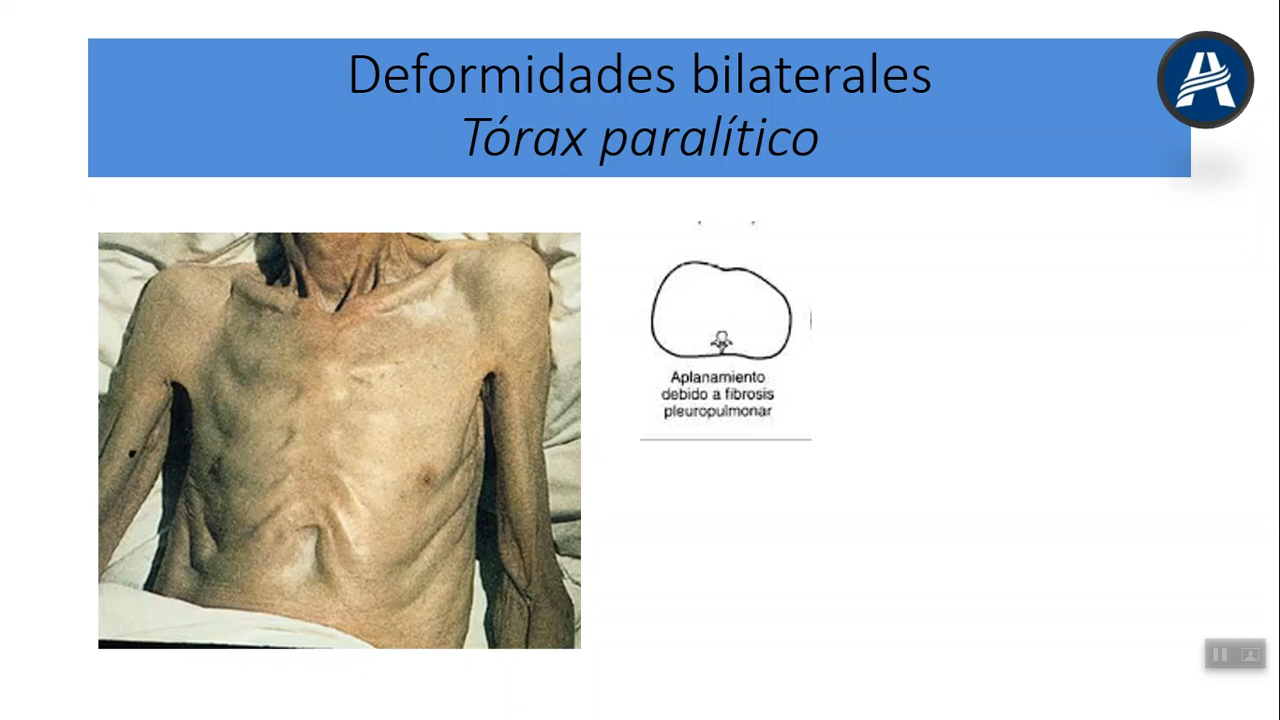 Deformidades bilaterales
Tórax paralítico
Aplanamiento
debido a fibrosis
pleuropulmonar